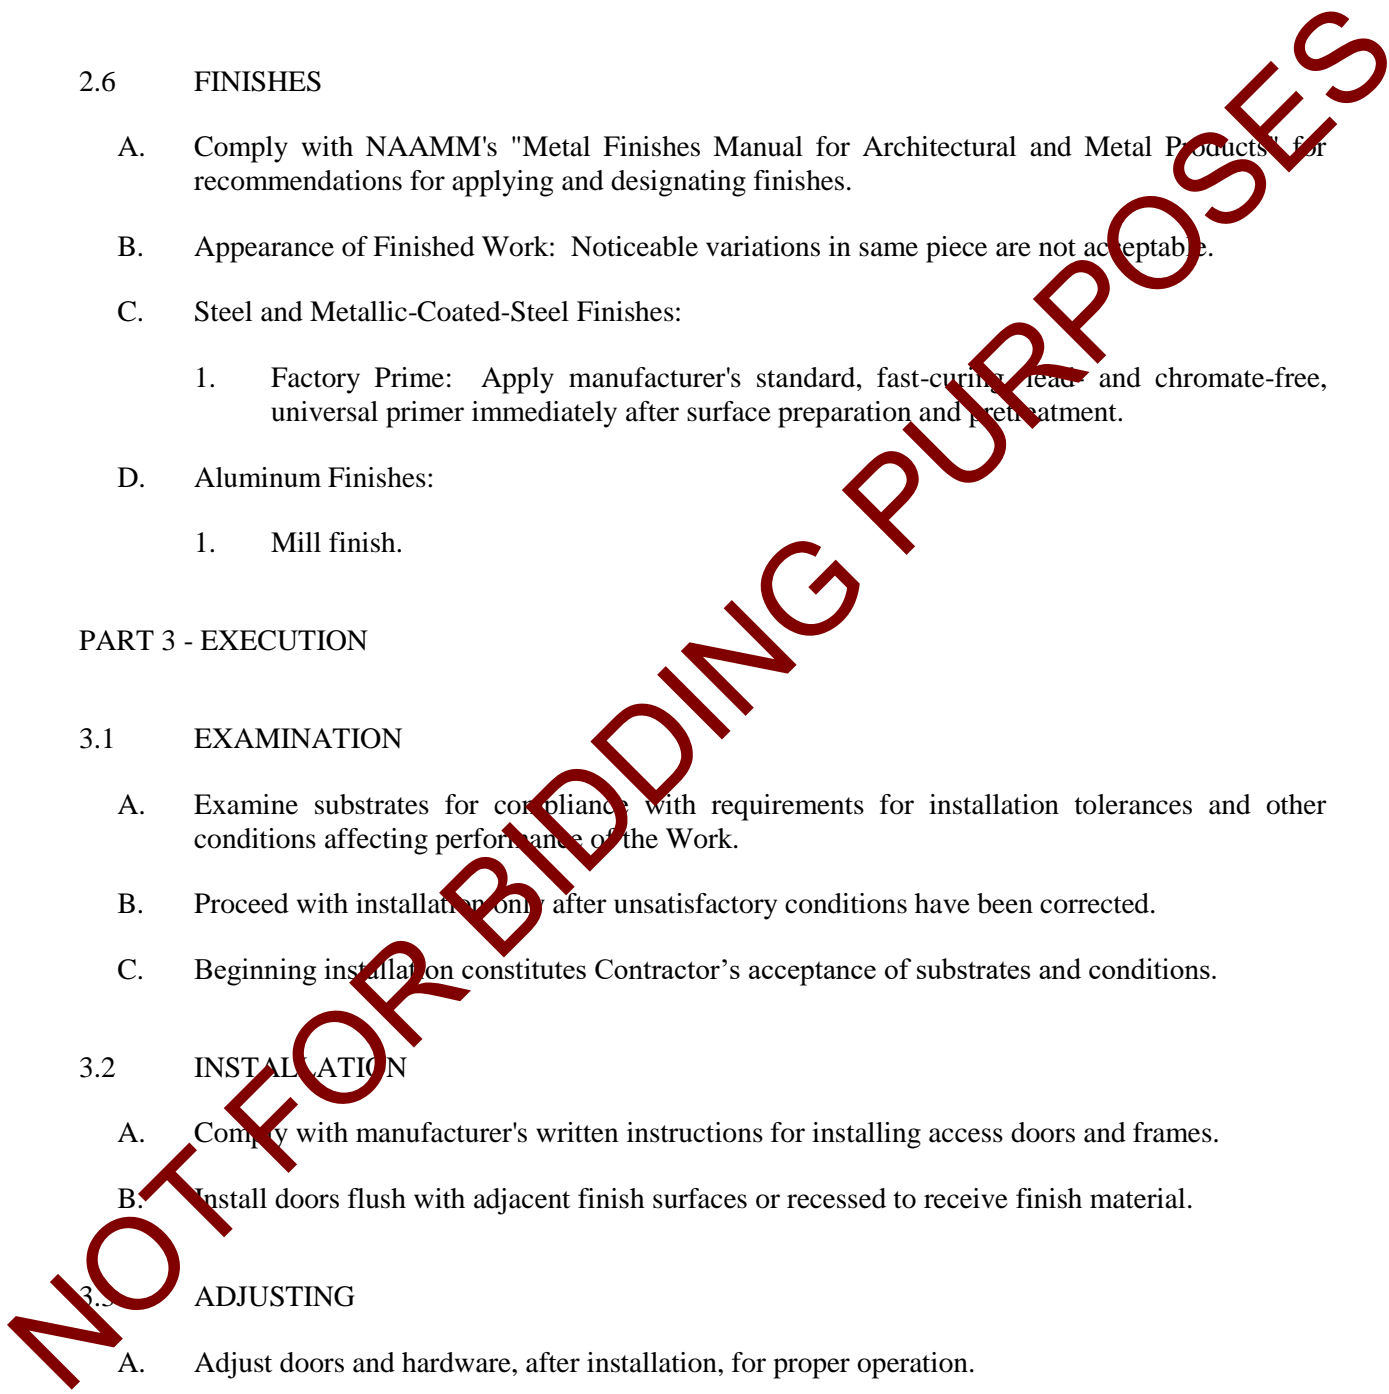 2.6 FINISHES
A. Comply with NAAMM's "Metal Finishes Manual for Architectural and Metal Products" for
recommendations for applying and designating finishes.
B. Appearance of Finished Work: Noticeable variations in same piece are not acceptable.
C. Steel and Metallic-Coated-Steel Finishes:
1. Factory Prime: Apply manufacturer's standard, fast-curing, lead- and chromate-free,
universal primer immediately after surface preparation and pretreatment.
D. Aluminum Finishes:
1. Mill finish.
PART 3 - EXECUTION
3.1 EXAMINATION
A. Examine substrates for compliance with requirements for installation tolerances and other
conditions affecting performance of the Work.
B. Proceed with installation only after unsatisfactory conditions have been corrected.
C. Beginning installation constitutes Contractor’s acceptance of substrates and conditions.
3.2 INSTALLATION
A. Comply with manufacturer's written instructions for installing access doors and frames.
B. Install doors flush with adjacent finish surfaces or recessed to receive finish material.
3.3 ADJUSTING
A. Adjust doors and hardware, after installation, for proper operation.
NOT FOR BIDDING PURPOSES